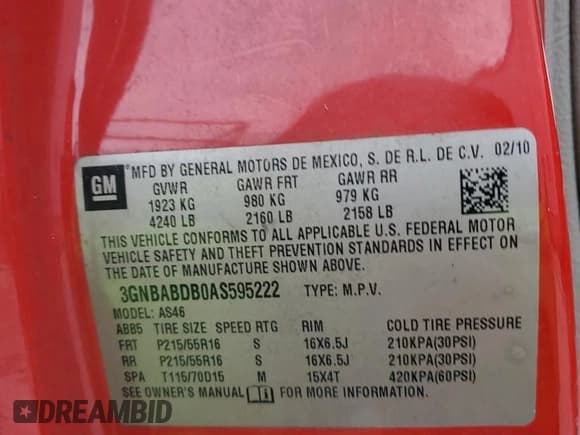 GM
MFD BY GENERAL MOTORS DE MEXICO, S. DE R.L. DE C.V. 02/10
GVWR GAWR FRT GAWR RR
1923 KG 980 KG 979 KG
4240 LB 2160 LB 2158 LB
THIS VEHICLE CONFORMS TO ALL APPLICABLE U.S. FEDERAL MOTOR
VEHICLE SAFETY AND THEFT PREVENTION STANDARDS IN EFFECT ON
THE DATE OF MANUFACTURE SHOWN ABOVE.
3GNBABDB0AS595222 TYPE: M.P.V.
MODEL: AS46
ABB5 TIRE SIZE SPEED RTG RIM COLD TIRE PRESSURE
FRT P215/55R16 S 16X6.5J 210KPA(30PSI)
RR P215/55R16 S 16X6.5J 210KPA(30PSI)
SPA T115/70D15 M 15X4T 420KPA(60PSI)
SEE OWNER'S MANUAL FOR MORE INFORMATION.
DREAMBID